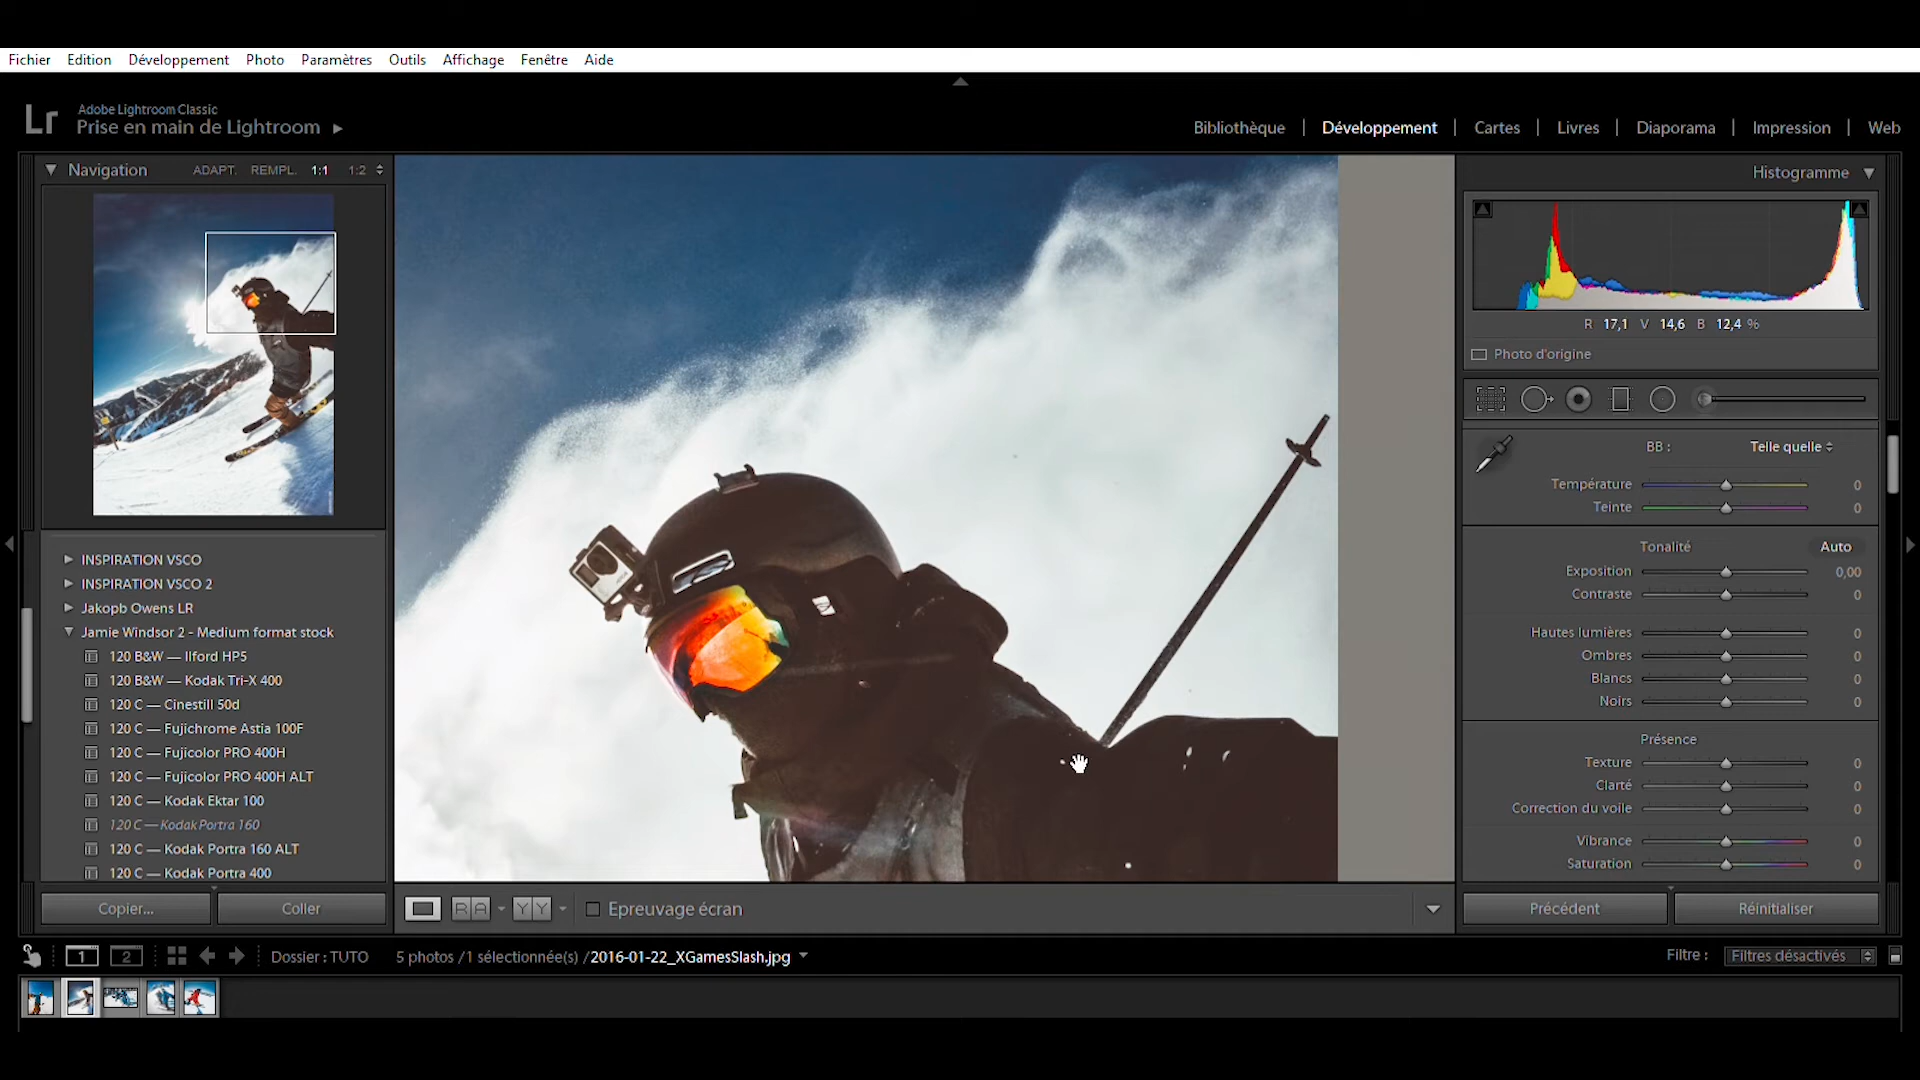 Fichier Edition Développement Photo Paramètres Outils Affichage Fenêtre Aide
Lr
Adobe Lightroom Classic
Prise en main de Lightroom
Bibliothèque | Développement | Cartes | Livres | Diaporama | Impression | Web
Navigation ADAPT. REMPL. 1:1 1:2
Histogramme
R 17,1 V 14,6 B 12,4 %
Photo d'origine
BB : Telle quelle
Température 0
Teinte 0
Tonalité Auto
Exposition 0,00
Contraste 0
Hautes lumières 0
Ombres 0
Blancs 0
Noirs 0
Présence
Texture 0
Clarté 0
Correction du voile 0
Vibrance 0
Saturation 0
INSPIRATION VSCO
INSPIRATION VSCO 2
Jakopb Owens LR
Jamie Windsor 2 - Medium format stock
120 B&W — Ilford HP5
120 B&W — Kodak Tri-X 400
120 C — Cinestill 50d
120 C — Fujichrome Astia 100F
120 C — Fujicolor PRO 400H
120 C — Fujicolor PRO 400H ALT
120 C — Kodak Ektar 100
120 C — Kodak Portra 160
120 C — Kodak Portra 160 ALT
120 C — Kodak Portra 400
Copier... Coller
R A Y Y Epreuvage écran
Précédent Réinitialiser
1 2 Dossier : TUTO 5 photos /1 sélectionnée(s) /2016-01-22_XGamesSlash.jpg
Filtre : Filtres désactivés